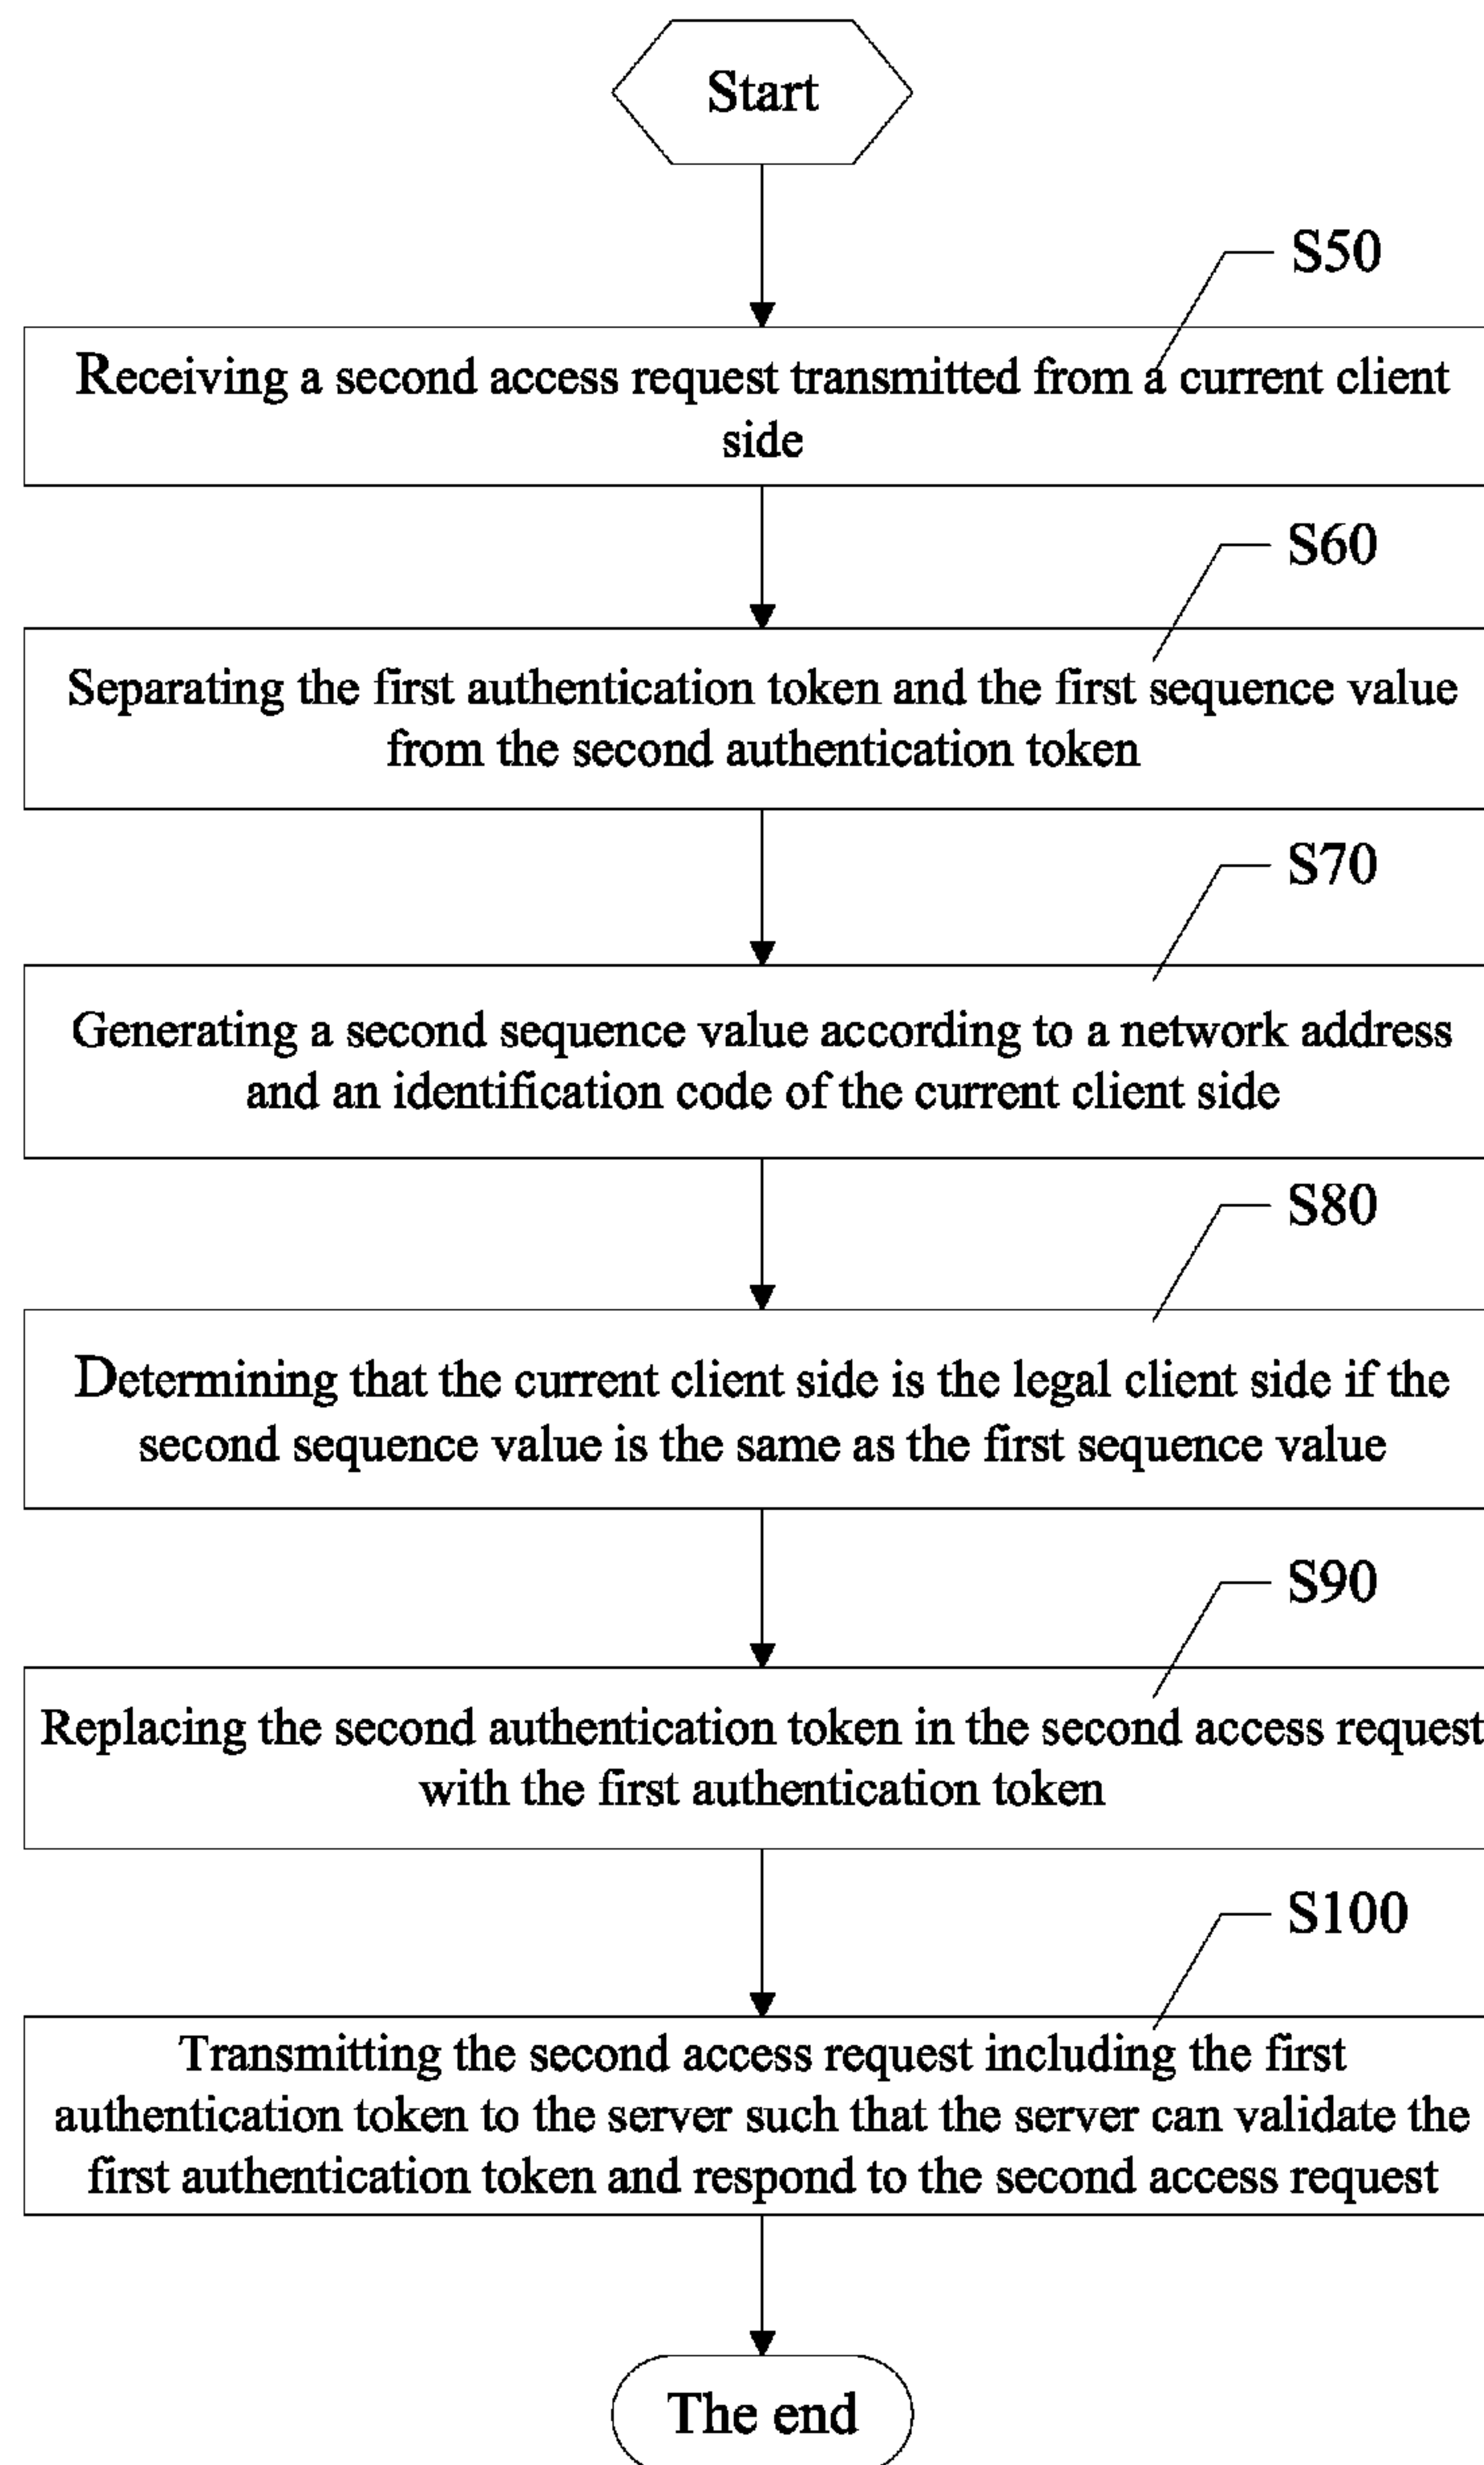 Start
S50
Receiving a second access request transmitted from a current client
side
S60
Separating the first authentication token and the first sequence value
from the second authentication token
S70
Generating a second sequence value according to a network address
and an identification code of the current client side
S80
Determining that the current client side is the legal client side if the
second sequence value is the same as the first sequence value
S90
Replacing the second authentication token in the second access request
with the first authentication token
S100
Transmitting the second access request including the first
authentication token to the server such that the server can validate the
first authentication token and respond to the second access request
The end